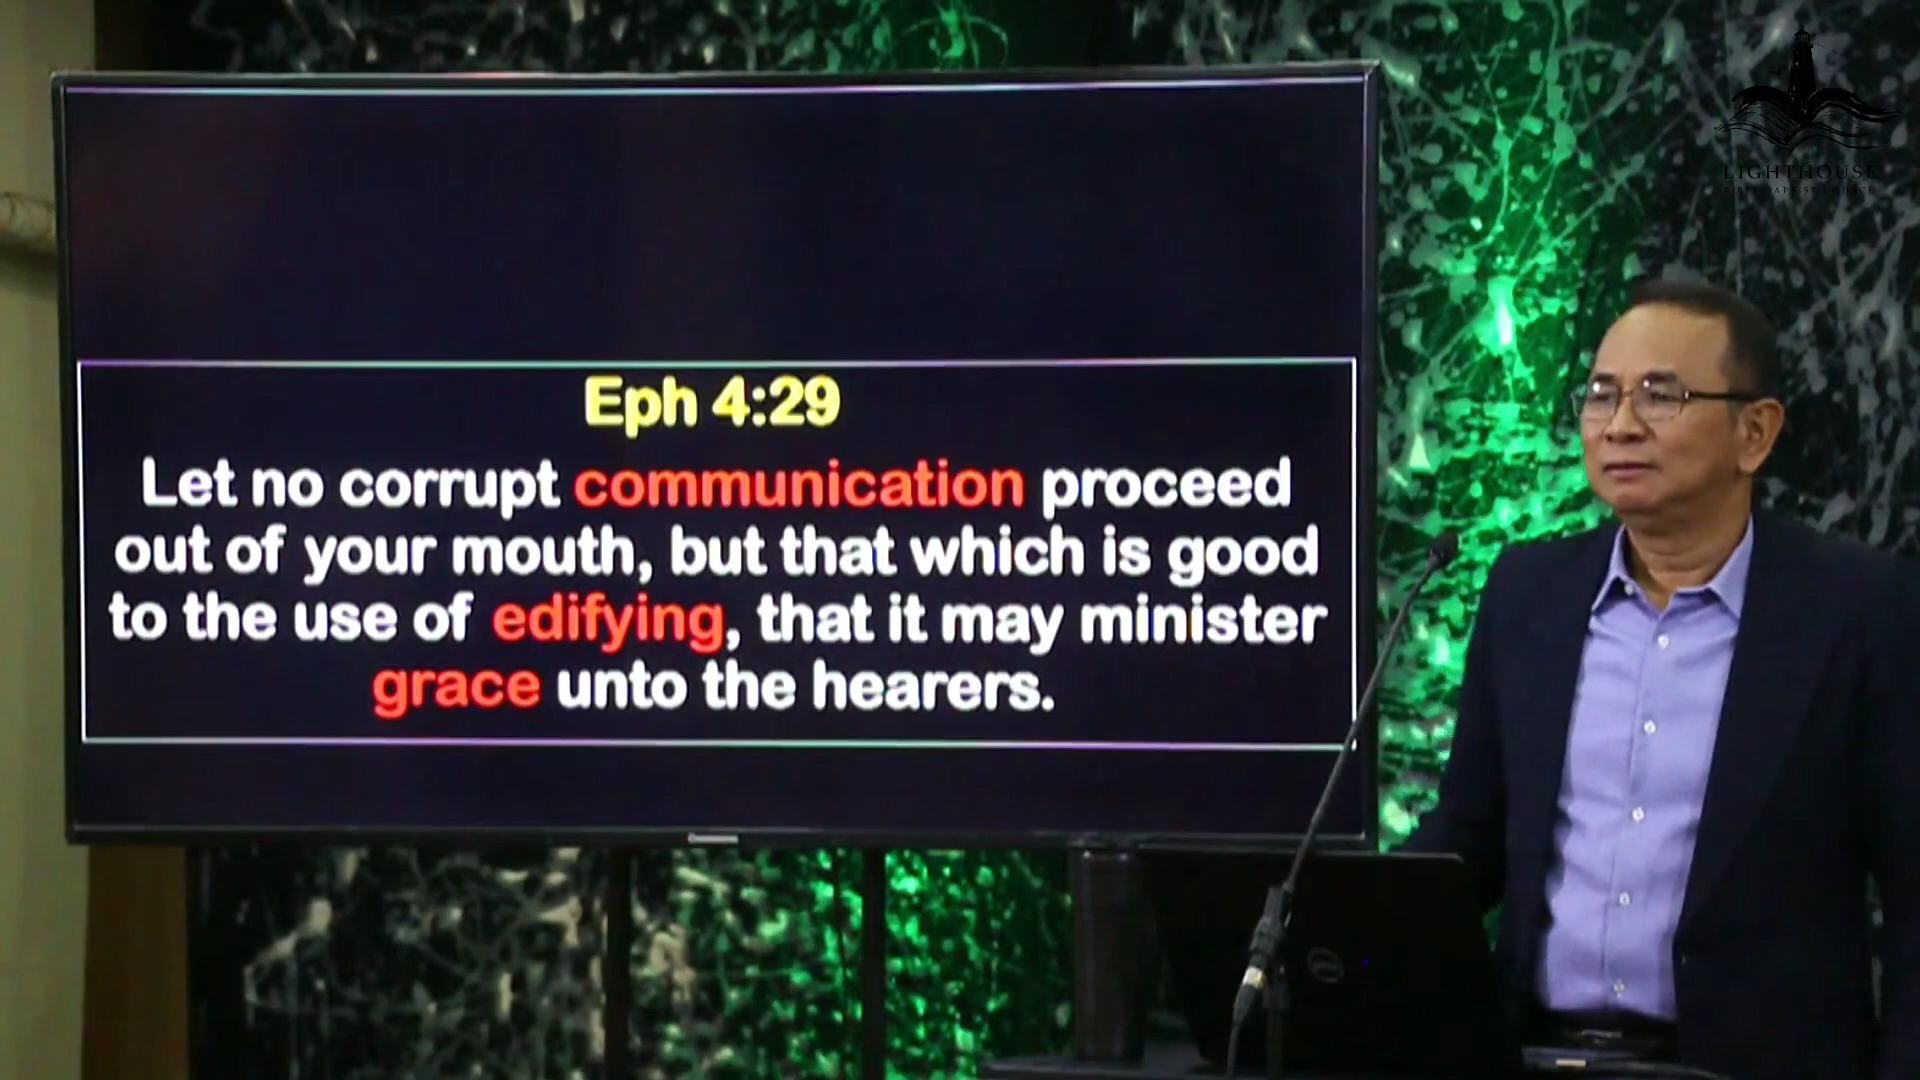 LIGHTHOUSE
Eph 4:29
Let no corrupt communication proceed
out of your mouth, but that which is good
to the use of edifying, that it may minister
grace unto the hearers.